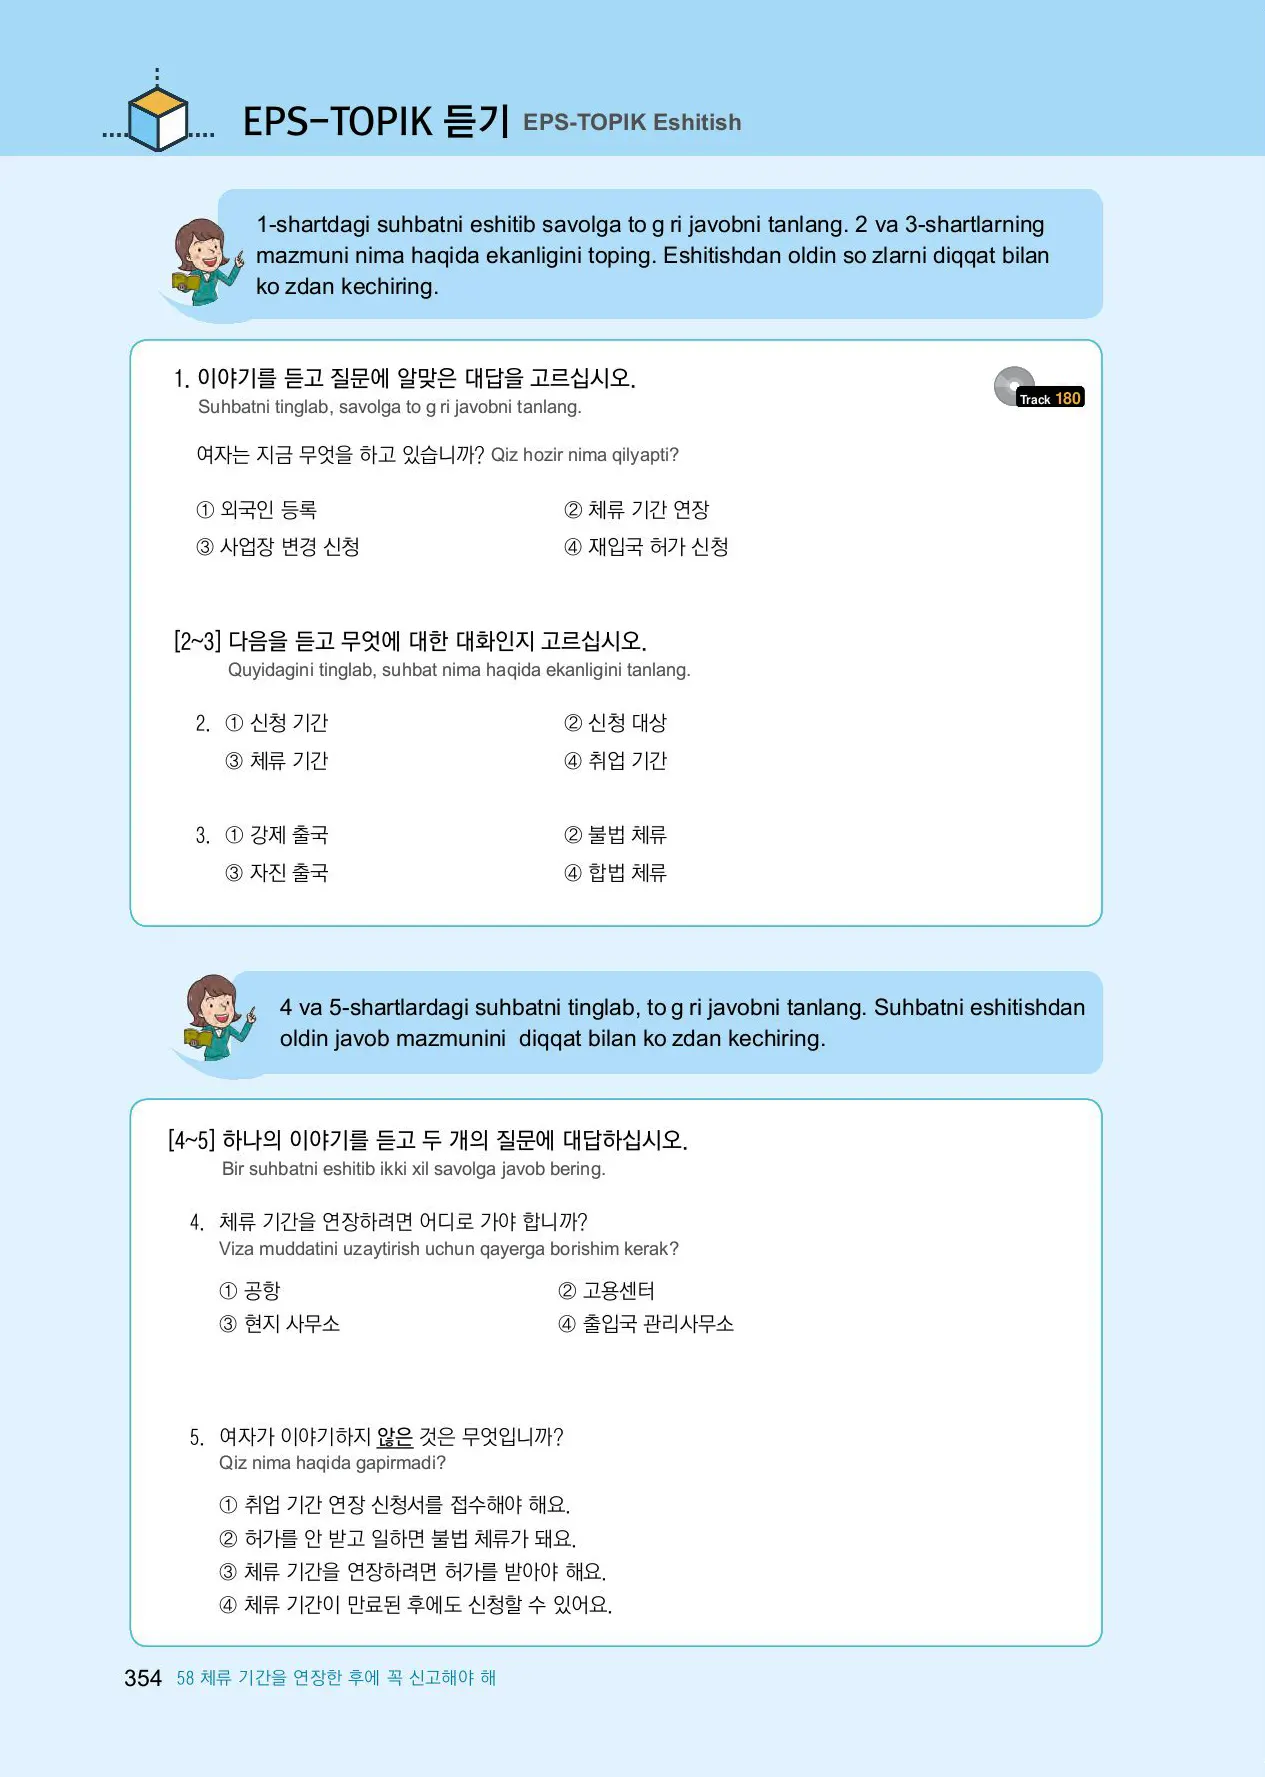 EPS-TOPIK 듣기 EPS-TOPIK Eshitish
1-shartdagi suhbatni eshitib savolga to g ri javobni tanlang. 2 va 3-shartlarning
mazmuni nima haqida ekanligini toping. Eshitishdan oldin so zlarni diqqat bilan
ko zdan kechiring.
1. 이야기를 듣고 질문에 알맞은 대답을 고르십시오.
Track 180
Suhbatni tinglab, savolga to g ri javobni tanlang.
여자는 지금 무엇을 하고 있습니까? Qiz hozir nima qilyapti?
① 외국인 등록 ② 체류 기간 연장
③ 사업장 변경 신청 ④ 재입국 허가 신청
[2~3] 다음을 듣고 무엇에 대한 대화인지 고르십시오.
Quyidagini tinglab, suhbat nima haqida ekanligini tanlang.
2. ① 신청 기간 ② 신청 대상
③ 체류 기간 ④ 취업 기간
3. ① 강제 출국 ② 불법 체류
③ 자진 출국 ④ 합법 체류
4 va 5-shartlardagi suhbatni tinglab, to g ri javobni tanlang. Suhbatni eshitishdan
oldin javob mazmunini diqqat bilan ko zdan kechiring.
[4~5] 하나의 이야기를 듣고 두 개의 질문에 대답하십시오.
Bir suhbatni eshitib ikki xil savolga javob bering.
4. 체류 기간을 연장하려면 어디로 가야 합니까?
Viza muddatini uzaytirish uchun qayerga borishim kerak?
① 공항 ② 고용센터
③ 현지 사무소 ④ 출입국 관리사무소
5. 여자가 이야기하지 않은 것은 무엇입니까?
Qiz nima haqida gapirmadi?
① 취업 기간 연장 신청서를 접수해야 해요.
② 허가를 안 받고 일하면 불법 체류가 돼요.
③ 체류 기간을 연장하려면 허가를 받아야 해요.
④ 체류 기간이 만료된 후에도 신청할 수 있어요.
354 58 체류 기간을 연장한 후에 꼭 신고해야 해